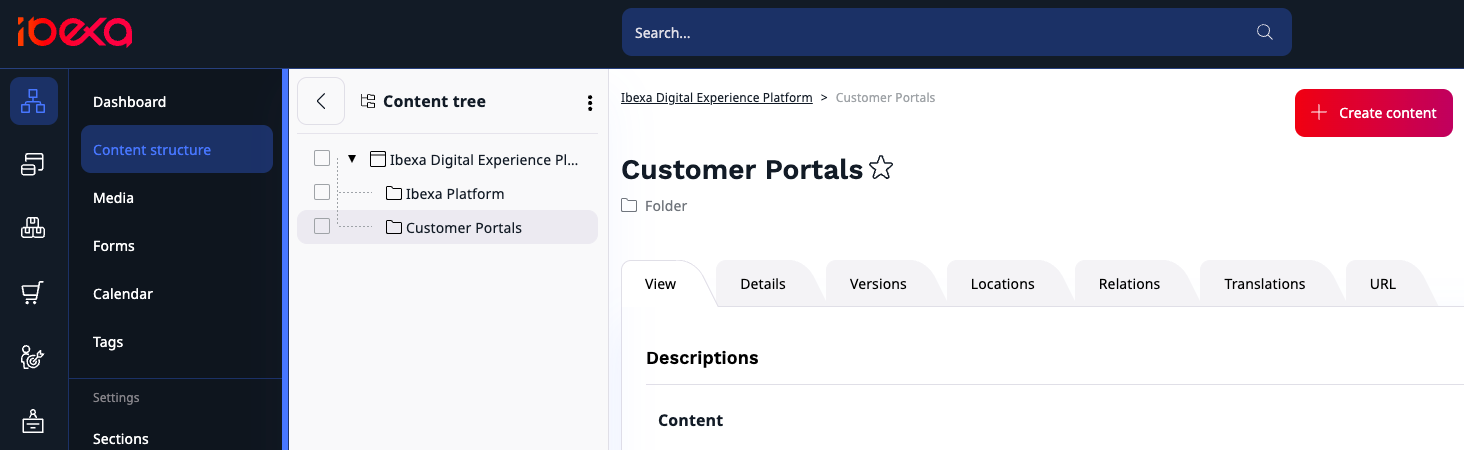 ibexa
Search...
Dashboard
Content structure
Media
Forms
Calendar
Tags
Settings
Sections
Content tree
Ibexa Digital Experience Pl...
Ibexa Platform
Customer Portals
Ibexa Digital Experience Platform > Customer Portals
Create content
Customer Portals
Folder
View Details Versions Locations Relations Translations URL
Descriptions
Content